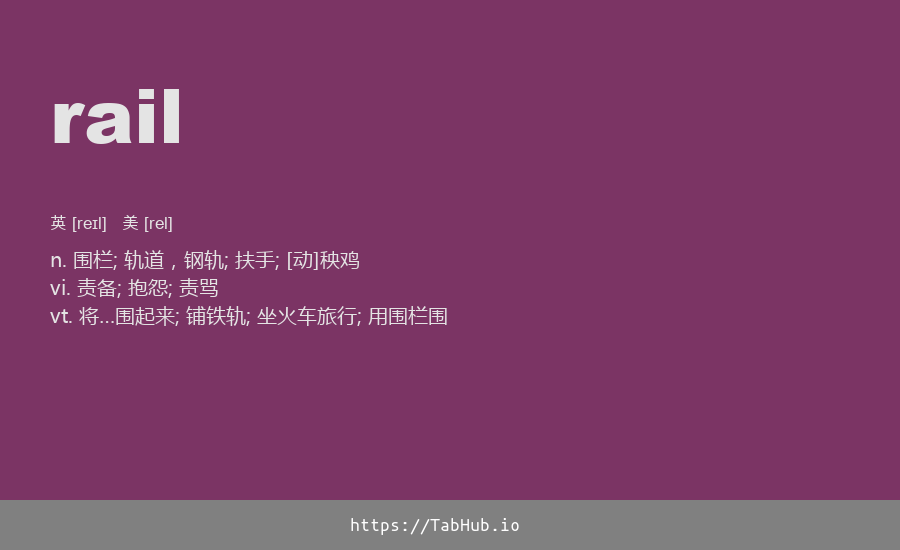 rail
英 [reɪl] 美 [rel]
n. 围栏; 轨道，钢轨; 扶手; [动]秧鸡
vi. 责备; 抱怨; 责骂
vt. 将…围起来; 铺铁轨; 坐火车旅行; 用围栏围
https://TabHub.io